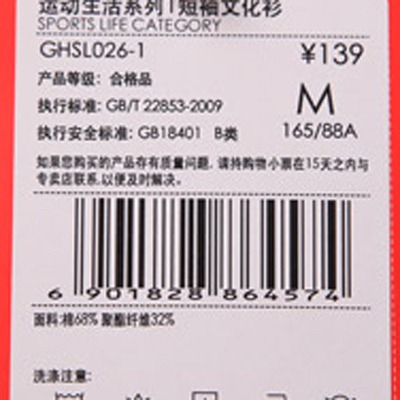 运动生活系列 | 短袖文化衫
SPORTS LIFE CATEGORY
GHSL026-1 ¥139
产品等级：合格品
执行标准：GB/T 22853-2009 M
执行安全标准：GB18401 B类 165/88A
如果您购买的产品存有质量问题，请持购物小票在15天之内与
专卖店联系，以便及时解决。
6 901828 864574
面料：棉68% 聚酯纤维32%
洗涤注意：